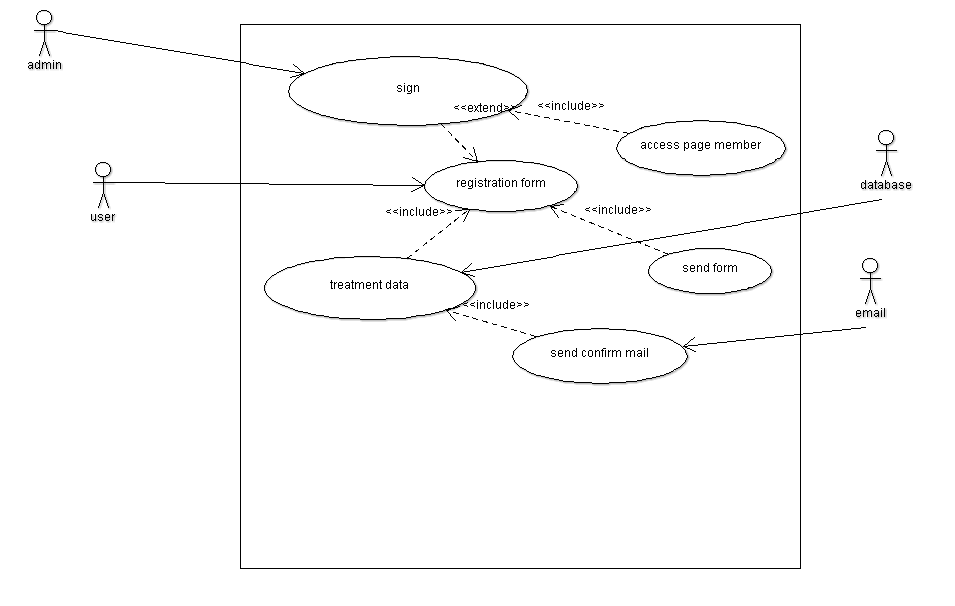 admin
sign
<<extend>>
<<include>>
access page member
database
user
registration form
<<include>>
<<include>>
send form
treatment data
<<include>>
email
send confirm mail